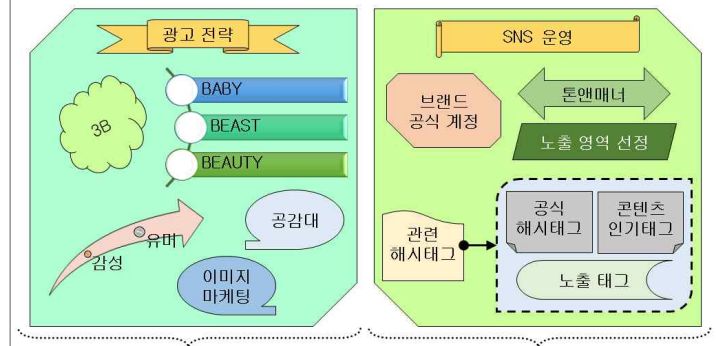 광고 전략
3B
BABY
BEAST
BEAUTY
공감대
유머
감성
이미지
마케팅
SNS 운영
브랜드
공식 계정
톤앤매너
노출 영역 선정
관련
해시태그
공식
해시태그
콘텐츠
인기태그
노출 태그